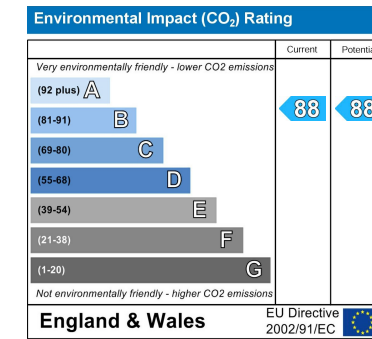 Environmental Impact (CO₂) Rating
Current Potentia
Very environmentally friendly - lower CO2 emissions
(92 plus) A
(81-91) B
88 88
(69-80) C
(55-68) D
(39-54) E
(21-38) F
(1-20) G
Not environmentally friendly - higher CO2 emissions
England & Wales
EU Directive
2002/91/EC